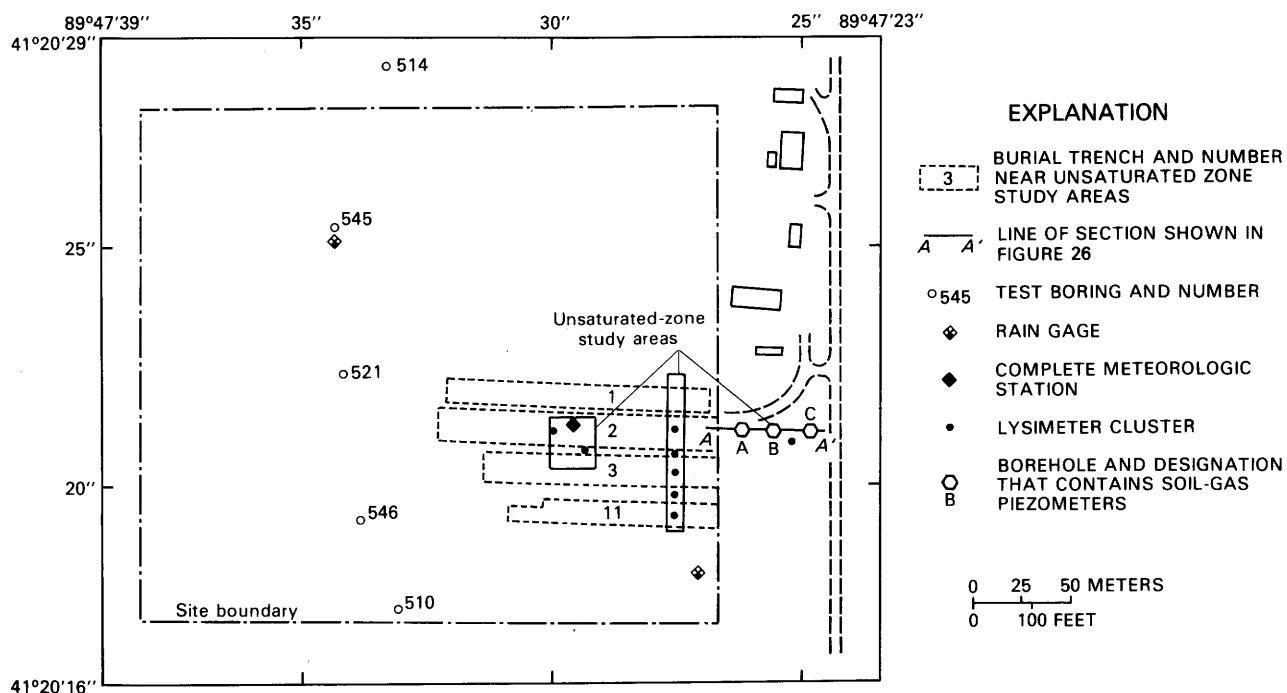 89°47'39" 35" 30" 25" 89°47'23"
41°20'29"
514
545
25"
Unsaturated-zone
study areas
521
1
2
3
11
A
A B C
A'
20"
546
510
Site boundary
41°20'16"
EXPLANATION
3
BURIAL TRENCH AND NUMBER
NEAR UNSATURATED ZONE
STUDY AREAS
A A'
LINE OF SECTION SHOWN IN
FIGURE 26
545 TEST BORING AND NUMBER
RAIN GAGE
COMPLETE METEOROLOGIC
STATION
LYSIMETER CLUSTER
B
BOREHOLE AND DESIGNATION
THAT CONTAINS SOIL-GAS
PIEZOMETERS
0 25 50 METERS
0 100 FEET